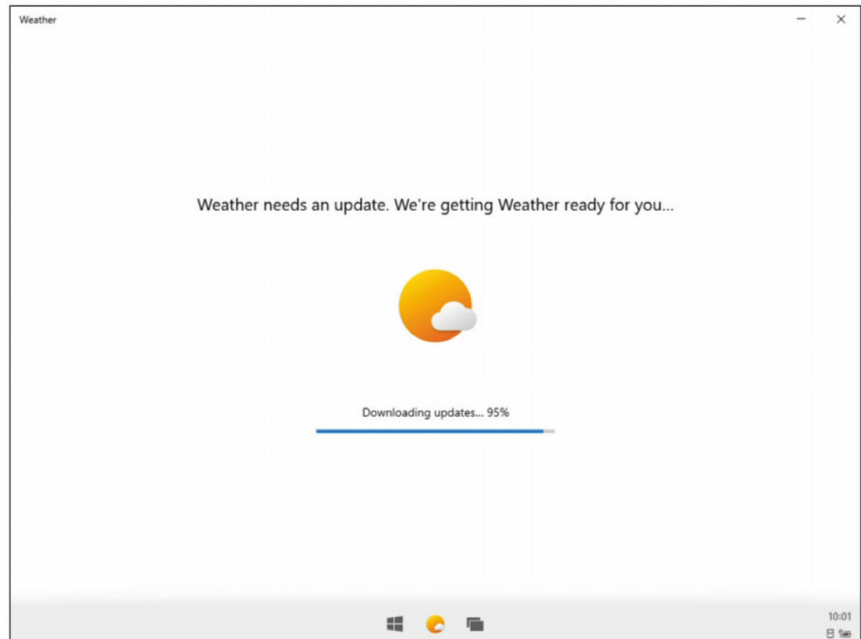 Weather
Weather needs an update. We're getting Weather ready for you...
Downloading updates... 95%
10:01